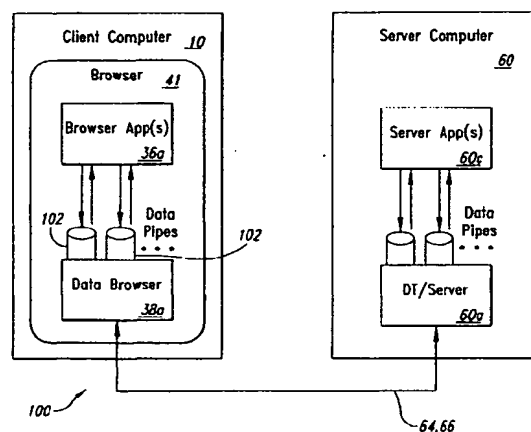 Client Computer
10
Browser
41
Browser App(s)
36a
102
Data
Pipes
102
Data Browser
38a
Server Computer
60
Server App(s)
60c
Data
Pipes
DT/Server
60a
100
64,66